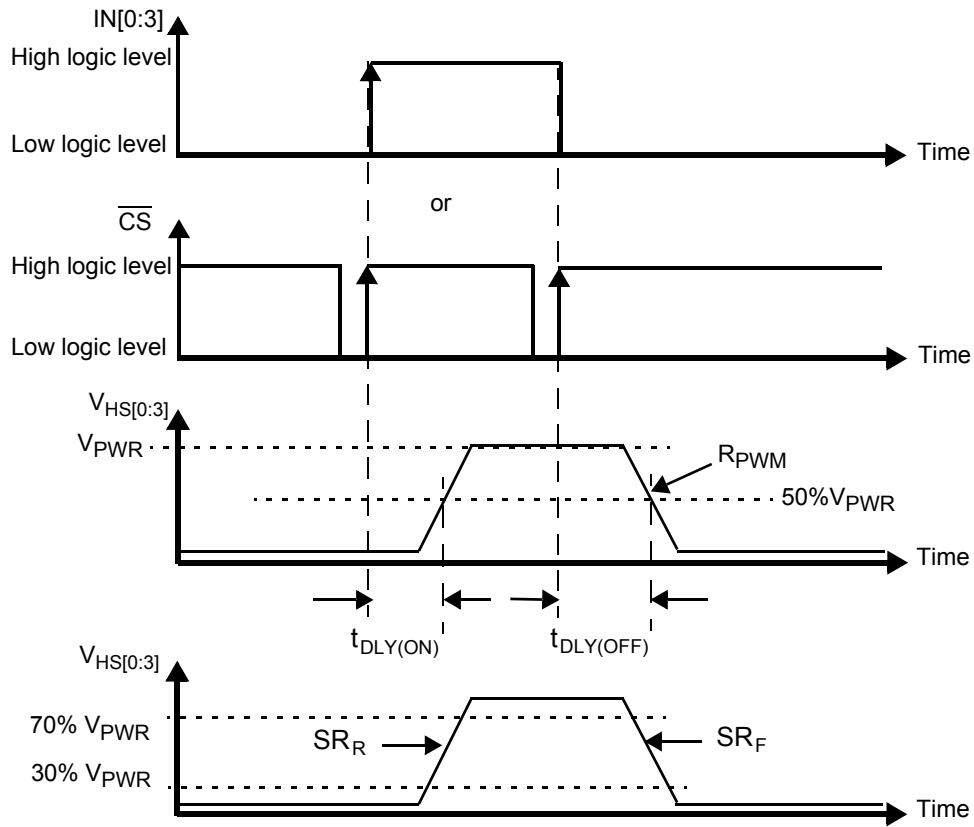 IN[0:3]
High logic level
Low logic level
Time
or
CS
High logic level
Low logic level
Time
VHS[0:3]
VPWR
RPWM
50%VPWR
Time
tDLY(ON)
tDLY(OFF)
VHS[0:3]
70% VPWR
SRR
SRF
30% VPWR
Time